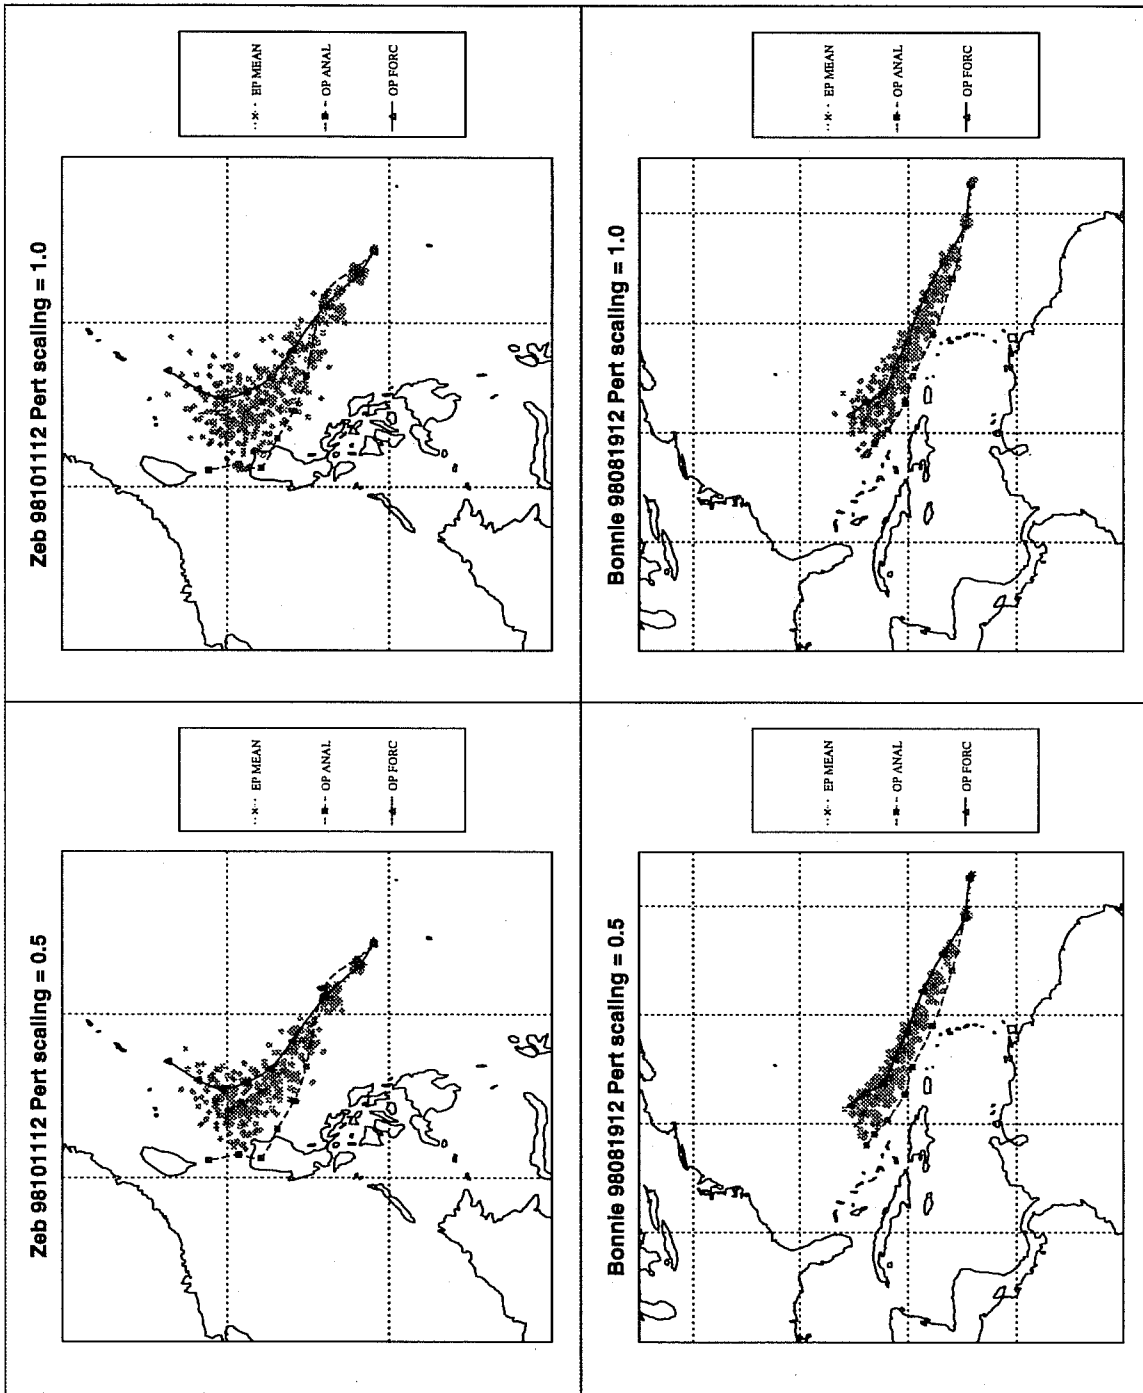 Zeb 98101112 Pert scaling = 0.5
EP MEAN
OP ANAL
OP FORC
Zeb 98101112 Pert scaling = 1.0
EP MEAN
OP ANAL
OP FORC
Bonnie 98081912 Pert scaling = 0.5
EP MEAN
OP ANAL
OP FORC
Bonnie 98081912 Pert scaling = 1.0
EP MEAN
OP ANAL
OP FORC